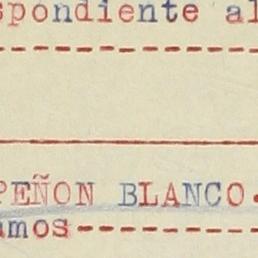 spondiente al
PEÑON BLANCO.
amos---------